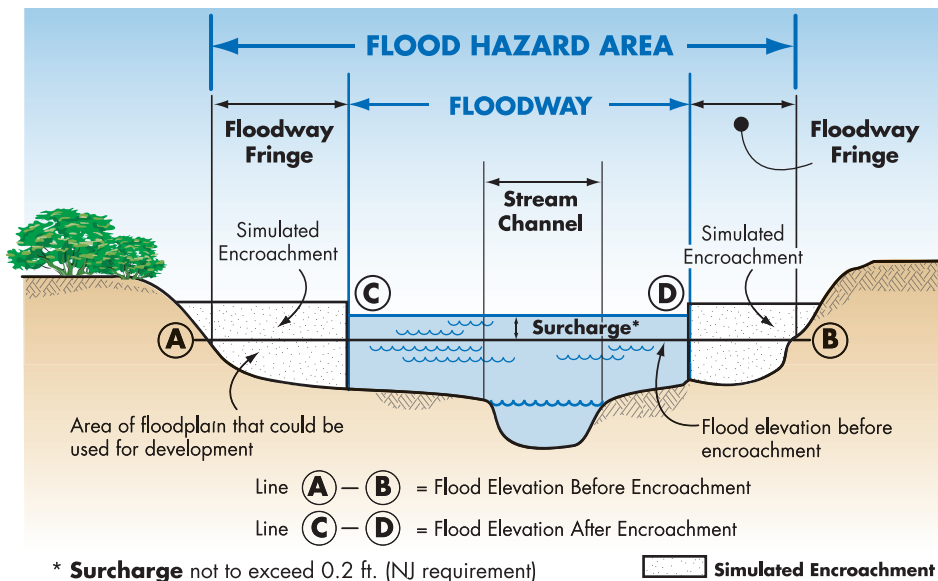 FLOOD HAZARD AREA
FLOODWAY
Floodway
Fringe
Floodway
Fringe
Stream
Channel
Simulated
Encroachment
Simulated
Encroachment
C
D
Surcharge*
A
B
Area of floodplain that could be
used for development
Flood elevation before
encroachment
Line A – B = Flood Elevation Before Encroachment
Line C – D = Flood Elevation After Encroachment
* Surcharge not to exceed 0.2 ft. (NJ requirement)
Simulated Encroachment